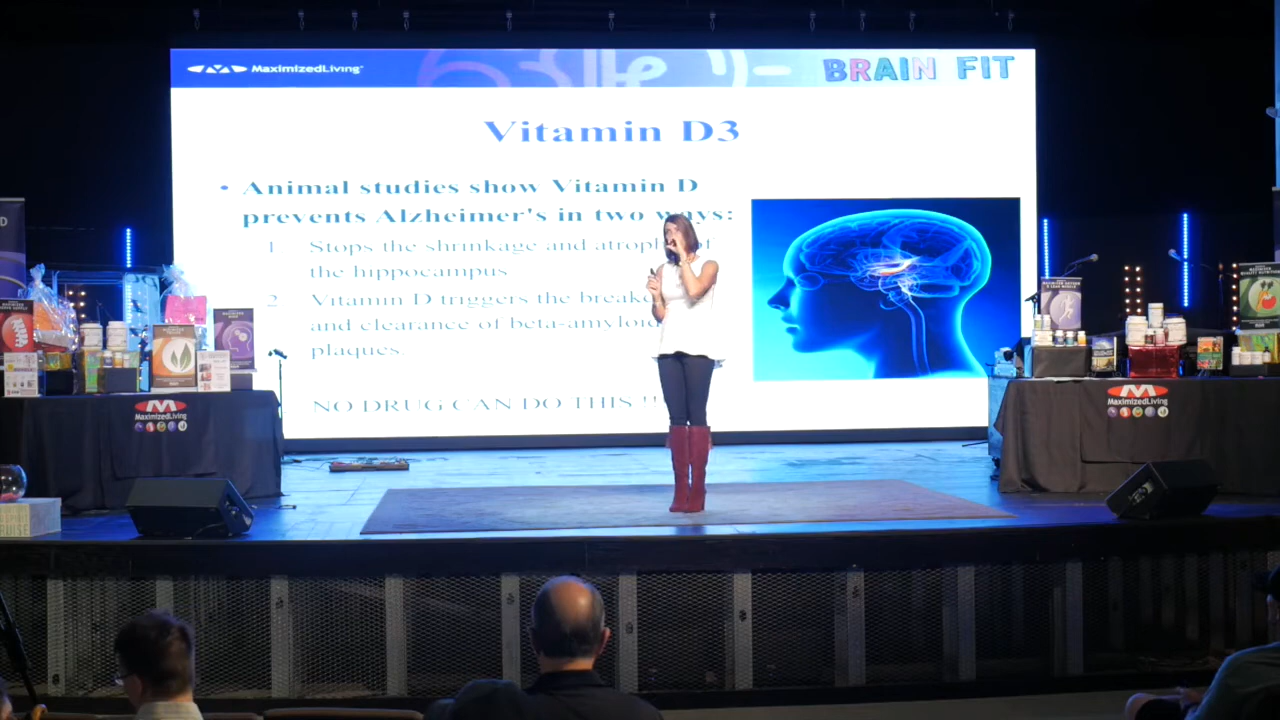 MaximizedLiving
BRAIN FIT
Vitamin D3
• Animal studies show Vitamin D
prevents Alzheimer's in two ways:
1 Stops the shrinkage and atrophy of
the hippocampus
2 Vitamin D triggers the
and clearance of beta-amyloid
plaques.
NO DRUG CAN DO THIS !!
MaximizedLiving
MaximizedLiving